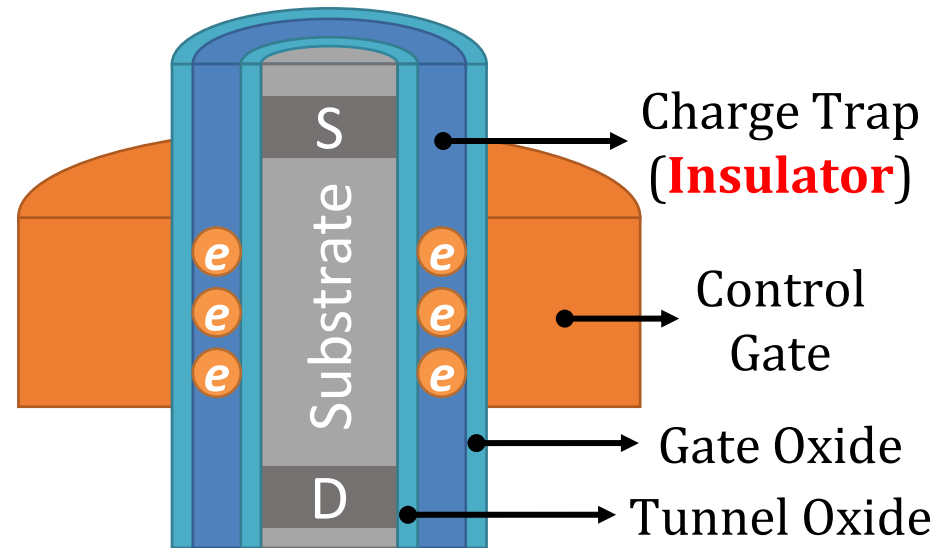 S
Charge Trap
(Insulator)
Substrate
e e
e e
e e
Control
Gate
Gate Oxide
D
Tunnel Oxide